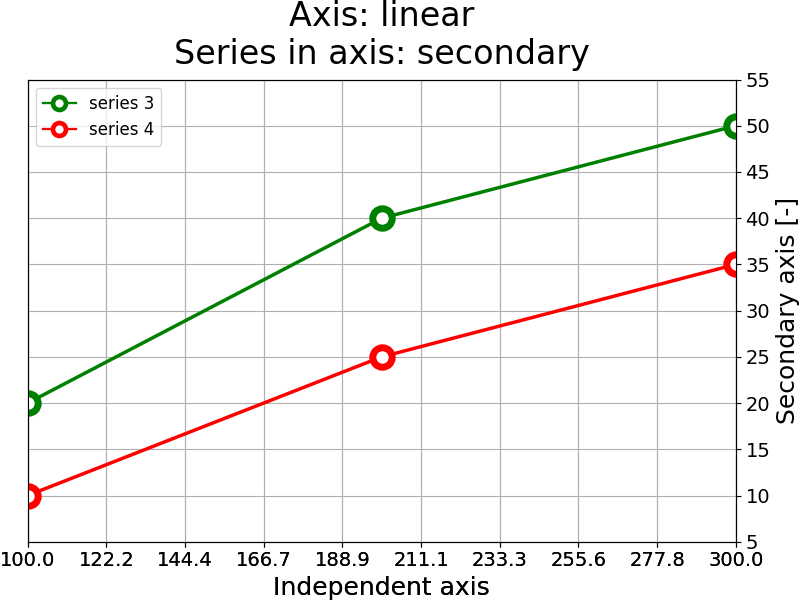 Axis: linear
Series in axis: secondary
series 3
series 4
55
50
45
40
35
30
25
20
15
10
5
Secondary axis [-]
100.0 122.2 144.4 166.7 188.9 211.1 233.3 255.6 277.8 300.0
Independent axis